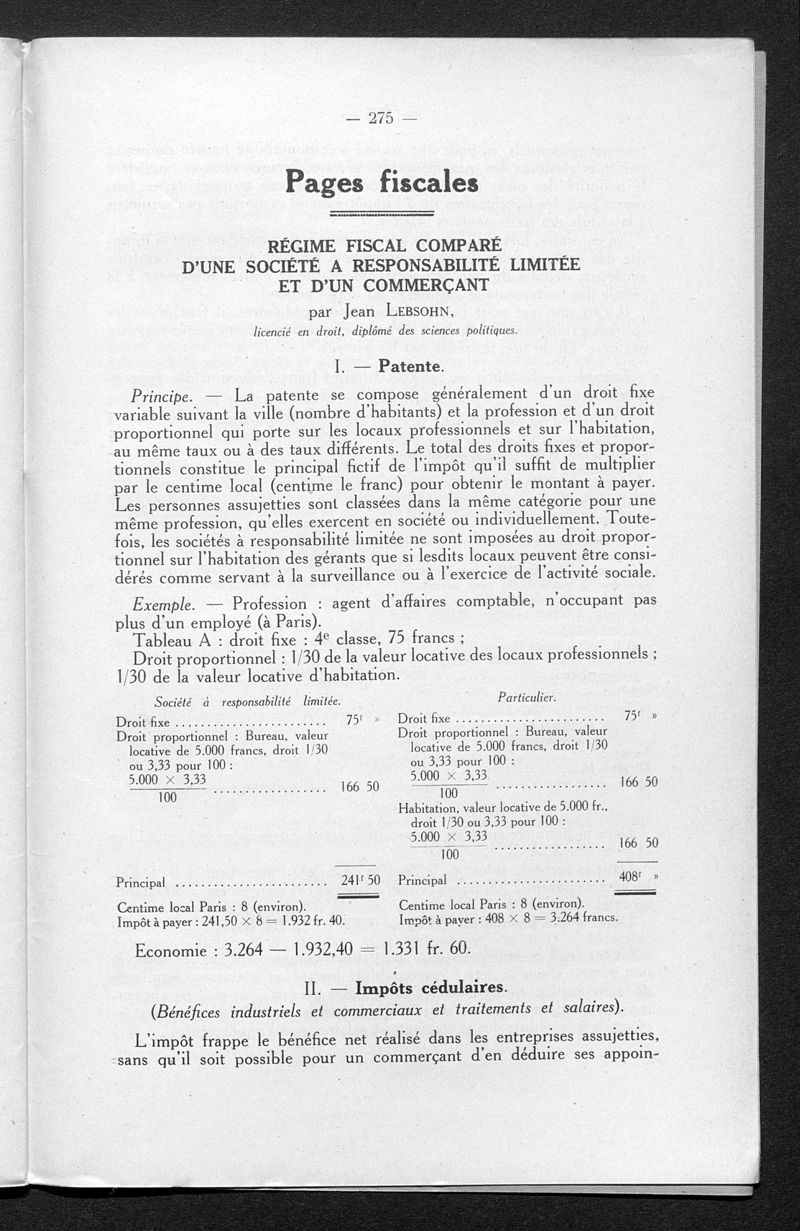 — 275 —
Pages fiscales
RÉGIME FISCAL COMPARÉ
D'UNE SOCIÉTÉ A RESPONSABILITÉ LIMITÉE
ET D'UN COMMERÇANT
par Jean LEBSOHN,
licencié en droit, diplômé des sciences politiques.
I. — Patente.
Principe. — La patente se compose généralement d'un droit fixe
variable suivant la ville (nombre d'habitants) et la profession et d'un droit
proportionnel qui porte sur les locaux professionnels et sur l'habitation,
au même taux ou à des taux différents. Le total des droits fixes et propor-
tionnels constitue le principal fictif de l'impôt qu'il suffit de multiplier
par le centime local (centime le franc) pour obtenir le montant à payer.
Les personnes assujetties sont classées dans la même catégorie pour une
même profession, qu'elles exercent en société ou individuellement. Toute-
fois, les sociétés à responsabilité limitée ne sont imposées au droit propor-
tionnel sur l'habitation des gérants que si lesdits locaux peuvent être consi-
dérés comme servant à la surveillance ou à l'exercice de l'activité sociale.
Exemple. — Profession : agent d'affaires comptable, n'occupant pas
plus d'un employé (à Paris).
Tableau A : droit fixe : 4e classe, 75 francs ;
Droit proportionnel : 1/30 de la valeur locative des locaux professionnels ;
1/30 de la valeur locative d'habitation.
Société à responsabilité limitée.
Droit fixe ........................ 75f »
Droit proportionnel : Bureau, valeur
locative de 5.000 francs, droit 1/30
ou 3,33 pour 100 :
5.000 × 3,33
100 .................. 166 50
Principal ........................ 241f 50
Centime local Paris : 8 (environ).
Impôt à payer : 241,50 × 8 = 1.932 fr. 40.
Particulier.
Droit fixe ........................ 75f »
Droit proportionnel : Bureau, valeur
locative de 5.000 francs, droit 1/30
ou 3,33 pour 100 :
5.000 × 3,33
100 .................. 166 50
Habitation, valeur locative de 5.000 fr.,
droit 1/30 ou 3,33 pour 100 :
5.000 × 3,33
100 .................. 166 50
Principal ........................ 408f »
Centime local Paris : 8 (environ).
Impôt à payer : 408 × 8 = 3.264 francs.
Economie : 3.264 — 1.932,40 = 1.331 fr. 60.
II. — Impôts cédulaires.
(Bénéfices industriels et commerciaux et traitements et salaires).
L'impôt frappe le bénéfice net réalisé dans les entreprises assujetties,
sans qu'il soit possible pour un commerçant d'en déduire ses appoin-